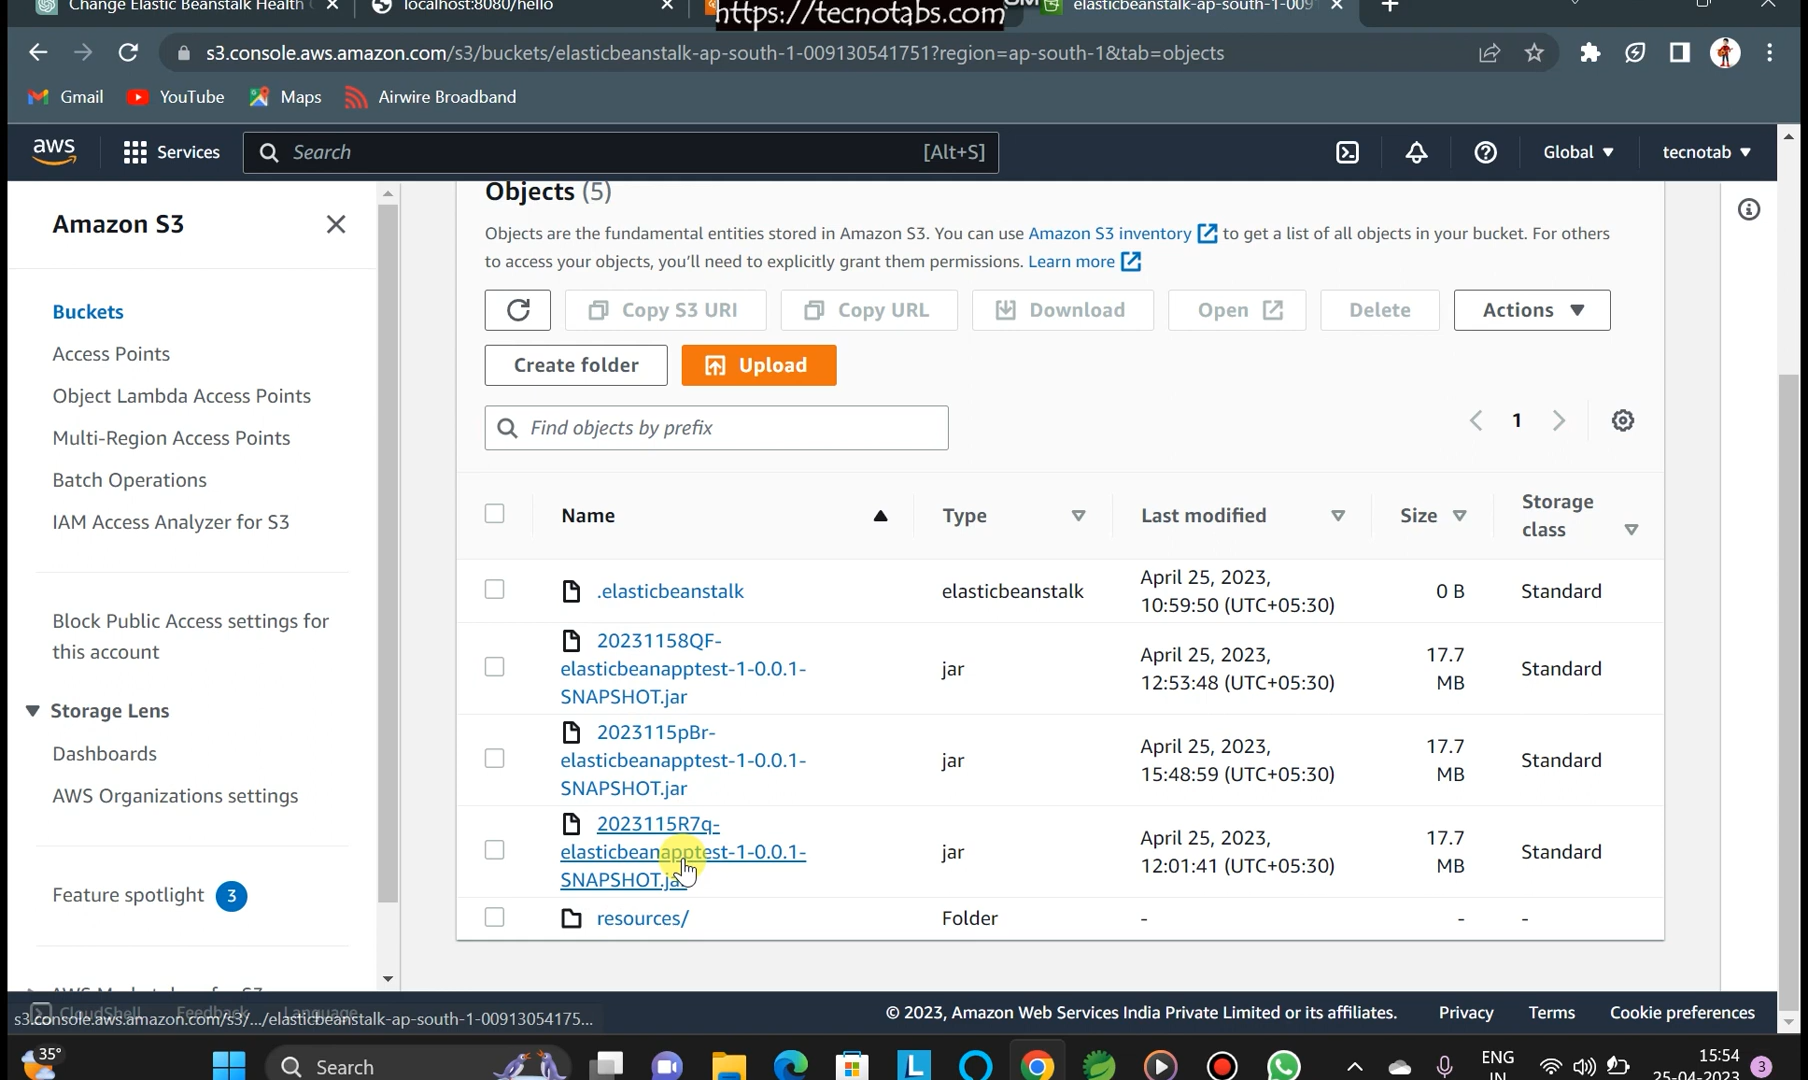 Change Elastic Beanstalk Health
localhost:8080/hello
https://tecnotabs.com
elasticbeanstalk-ap-south-1-009
s3.console.aws.amazon.com/s3/buckets/elasticbeanstalk-ap-south-1-009130541751?region=ap-south-1&tab=objects
Gmail YouTube Maps Airwire Broadband
aws Services Search [Alt+S] Global tecnotab
Amazon S3
Buckets
Access Points
Object Lambda Access Points
Multi-Region Access Points
Batch Operations
IAM Access Analyzer for S3
Block Public Access settings for
this account
Storage Lens
Dashboards
AWS Organizations settings
Feature spotlight 3
AWS Marketplace for S3
Objects (5)
Objects are the fundamental entities stored in Amazon S3. You can use Amazon S3 inventory to get a list of all objects in your bucket. For others
to access your objects, you'll need to explicitly grant them permissions. Learn more
Copy S3 URI Copy URL Download Open Delete Actions
Create folder Upload
Find objects by prefix
1
Name Type Last modified Size Storage
class
.elasticbeanstalk elasticbeanstalk April 25, 2023,
10:59:50 (UTC+05:30) 0 B Standard
20231158QF-
elasticbeanapptest-1-0.0.1-
SNAPSHOT.jar
jar
April 25, 2023,
12:53:48 (UTC+05:30)
17.7
MB
Standard
2023115pBr-
elasticbeanapptest-1-0.0.1-
SNAPSHOT.jar
jar
April 25, 2023,
15:48:59 (UTC+05:30)
17.7
MB
Standard
2023115R7q-
elasticbeanapptest-1-0.0.1-
SNAPSHOT.jar
jar
April 25, 2023,
12:01:41 (UTC+05:30)
17.7
MB
Standard
resources/ Folder - - -
CloudShell Feedback Language
s3.console.aws.amazon.com/s3/.../elasticbeanstalk-ap-south-1-00913054175...
© 2023, Amazon Web Services India Private Limited or its affiliates. Privacy Terms Cookie preferences
35°
Search
ENG
IN
15:54
25-04-2023
3